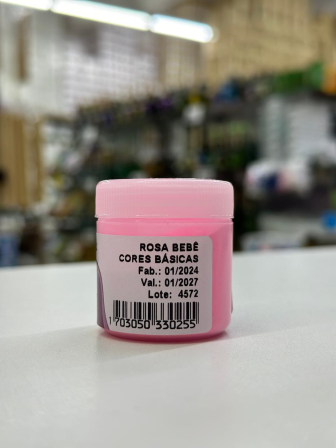 ROSA BEBÊ
CORES BÁSICAS
Fab.: 01/2024
Val.: 01/2027
Lote: 4572
1703050 330255